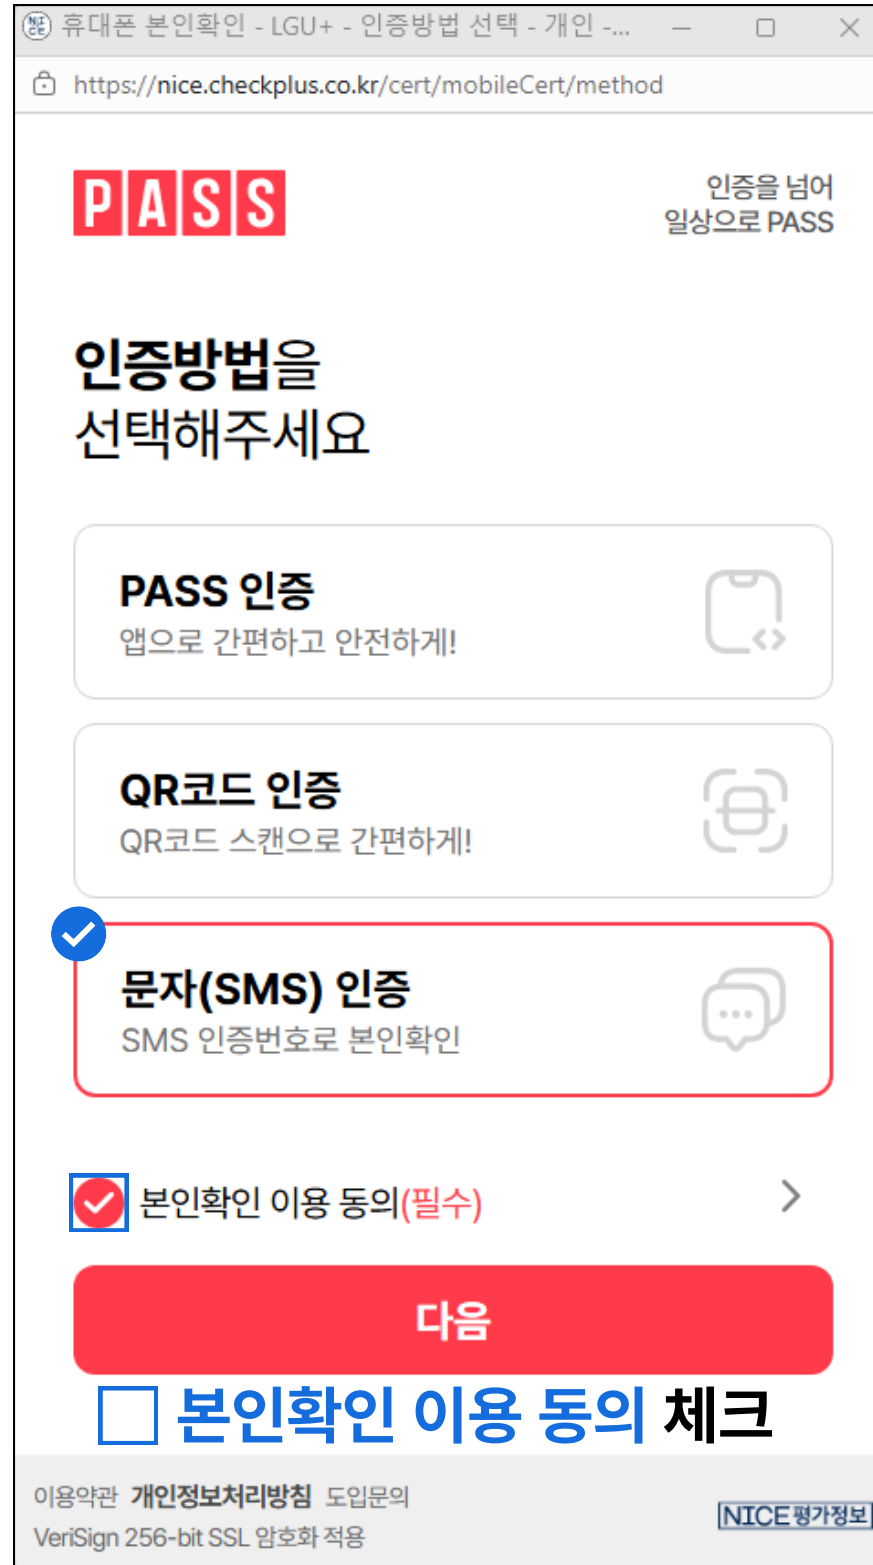 휴대폰 본인확인 - LGU+ - 인증방법 선택 - 개인 -...
https://nice.checkplus.co.kr/cert/mobileCert/method
PASS
인증을 넘어
일상으로 PASS
인증방법을
선택해주세요
PASS 인증
앱으로 간편하고 안전하게!
QR코드 인증
QR코드 스캔으로 간편하게!
문자(SMS) 인증
SMS 인증번호로 본인확인
본인확인 이용 동의(필수)
다음
본인확인 이용 동의 체크
이용약관 개인정보처리방침 도입문의
VeriSign 256-bit SSL 암호화 적용
NICE평가정보